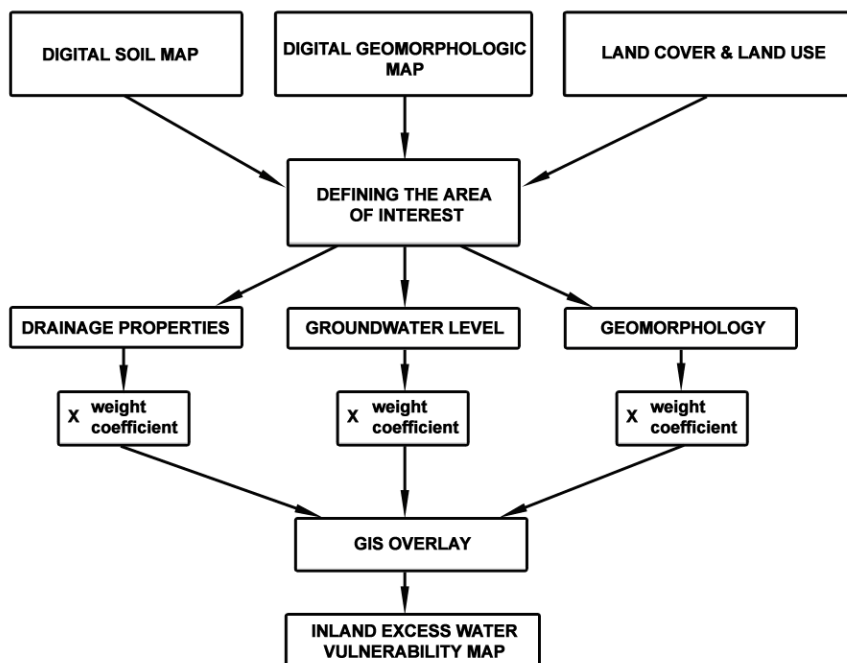 DIGITAL SOIL MAP
DIGITAL GEOMORPHOLOGIC
MAP
LAND COVER & LAND USE
DEFINING THE AREA
OF INTEREST
DRAINAGE PROPERTIES
GROUNDWATER LEVEL
GEOMORPHOLOGY
X weight
coefficient
X weight
coefficient
X weight
coefficient
GIS OVERLAY
INLAND EXCESS WATER
VULNERABILITY MAP